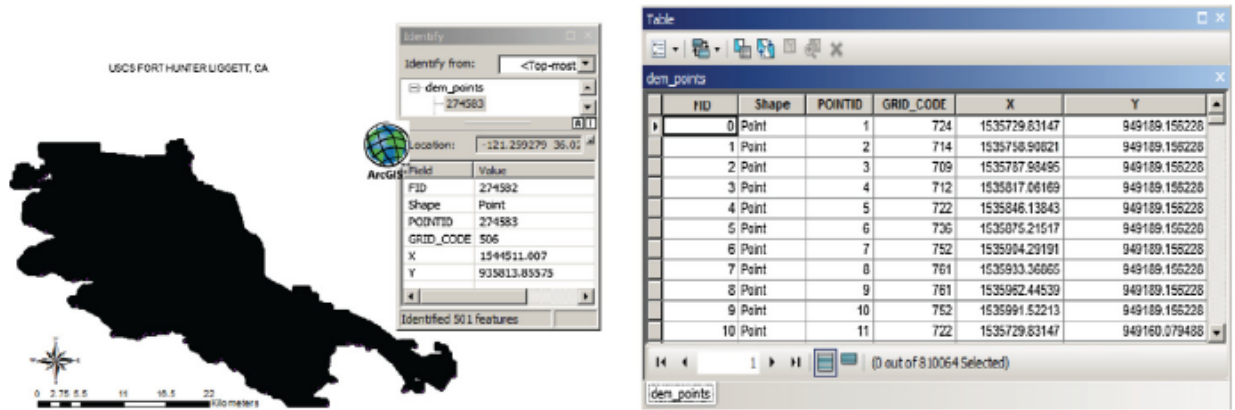 USCS FORT HUNTER LIGGETT, CA
0 2.75 5.5 11 16.5 22
Kilometers
ArcGIS
Identify
Identify from: <Top-most
dem_points
274583
Location: -121.259279 36.02
Field Value
FID 274582
Shape Point
POINTID 274583
GRID_CODE 506
X 1544511.007
Y 935813.85575
Identified 501 features
Table
dem_points
FID Shape POINTID GRID_CODE X Y
0 Point 1 724 1535729.83147 949189.156228
1 Point 2 714 1535758.90821 949189.156228
2 Point 3 709 1535787.98495 949189.156228
3 Point 4 712 1535817.06169 949189.156228
4 Point 5 722 1535846.13843 949189.156228
5 Point 6 736 1535875.21517 949189.156228
6 Point 7 752 1535904.29191 949189.156228
7 Point 8 761 1535933.36865 949189.156228
8 Point 9 761 1535962.44539 949189.156228
9 Point 10 752 1535991.52213 949189.156228
10 Point 11 722 1535729.83147 949160.079488
1 (0 out of 810064 Selected)
dem_points